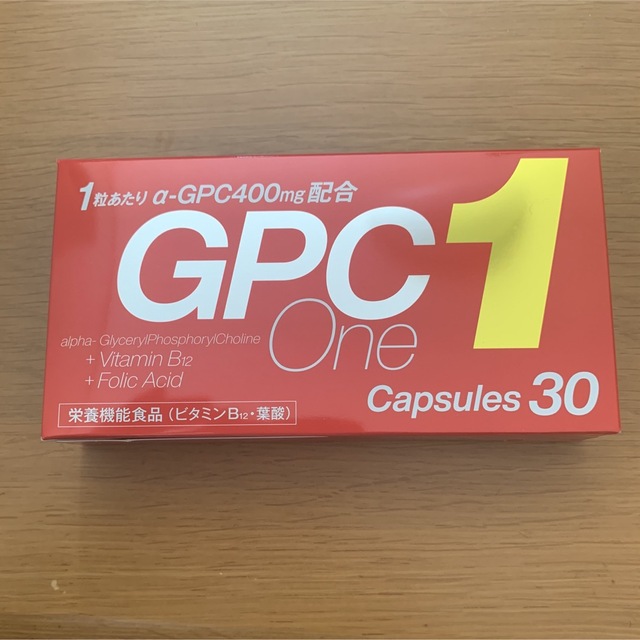 1粒あたり α-GPC400mg 配合
GPC 1
One
alpha- GlycerylPhosphorylCholine
+ Vitamin B12
+ Folic Acid
栄養機能食品(ビタミンB12・葉酸)
Capsules 30